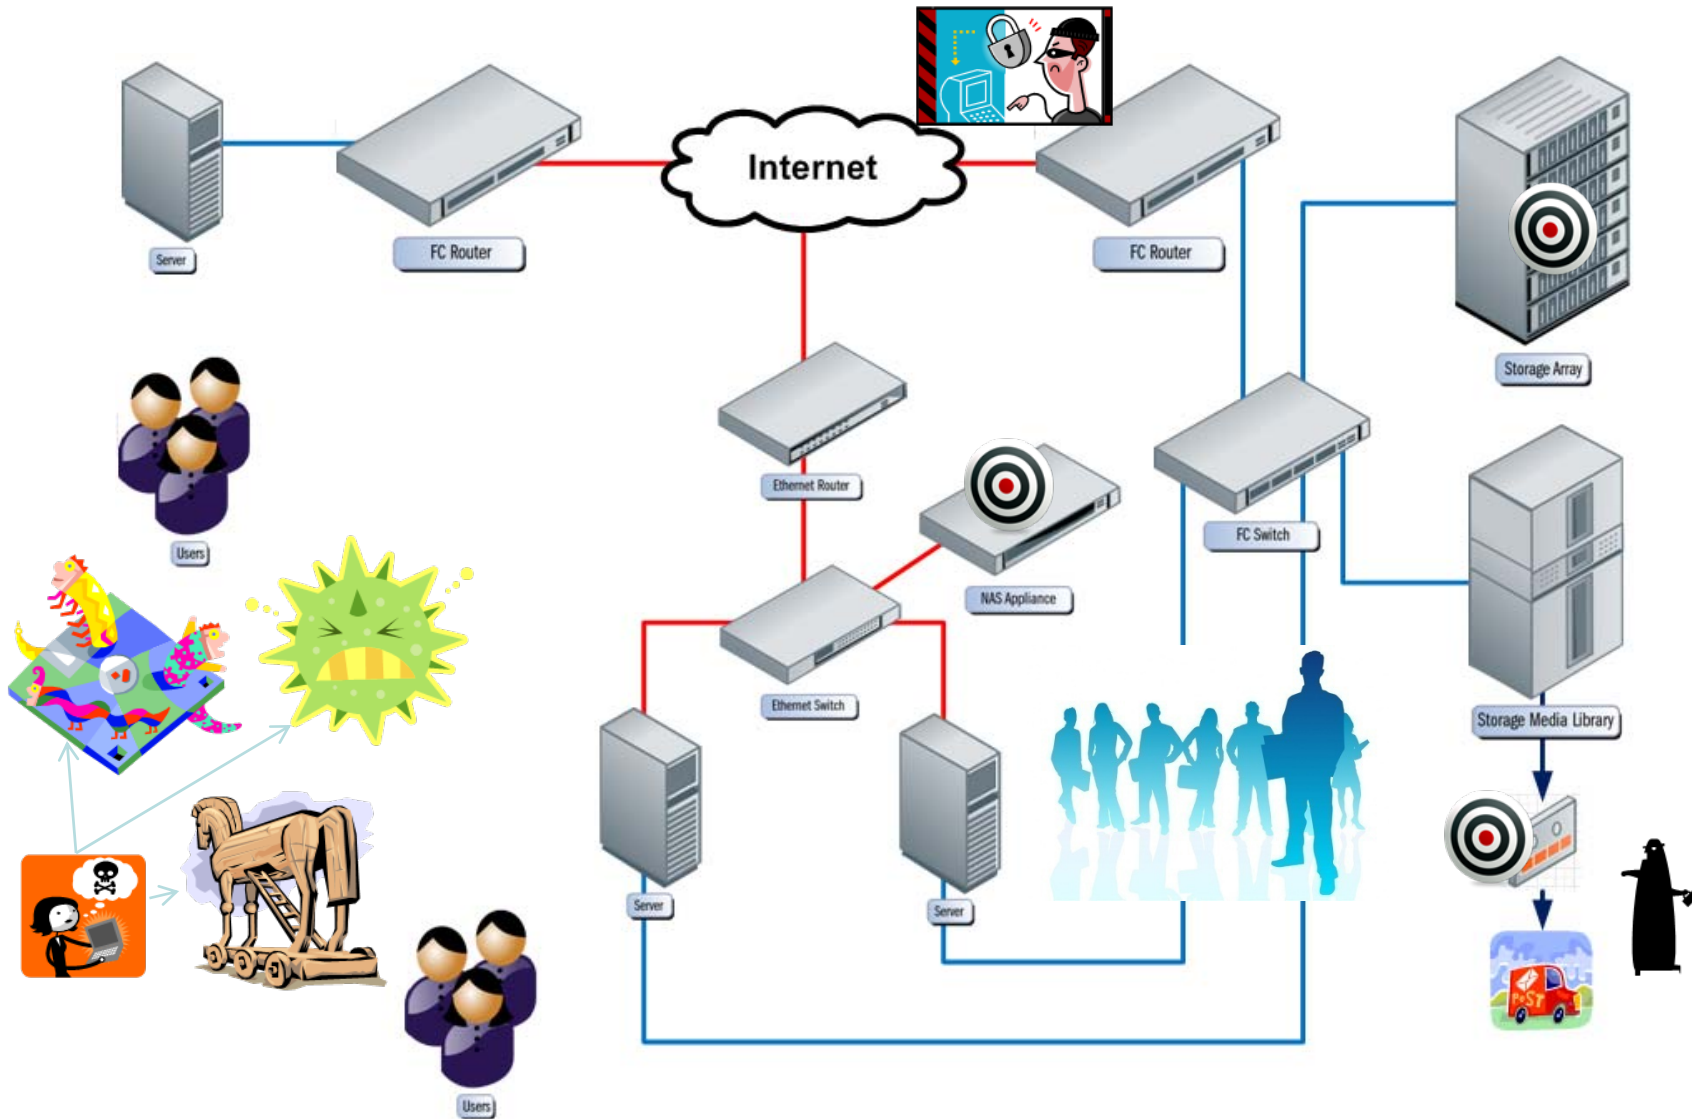 Internet
Server
FC Router
FC Router
Storage Array
Ethernet Router
FC Switch
Users
NAS Appliance
Ethernet Switch
Storage Media Library
Server
Server
POST
Users